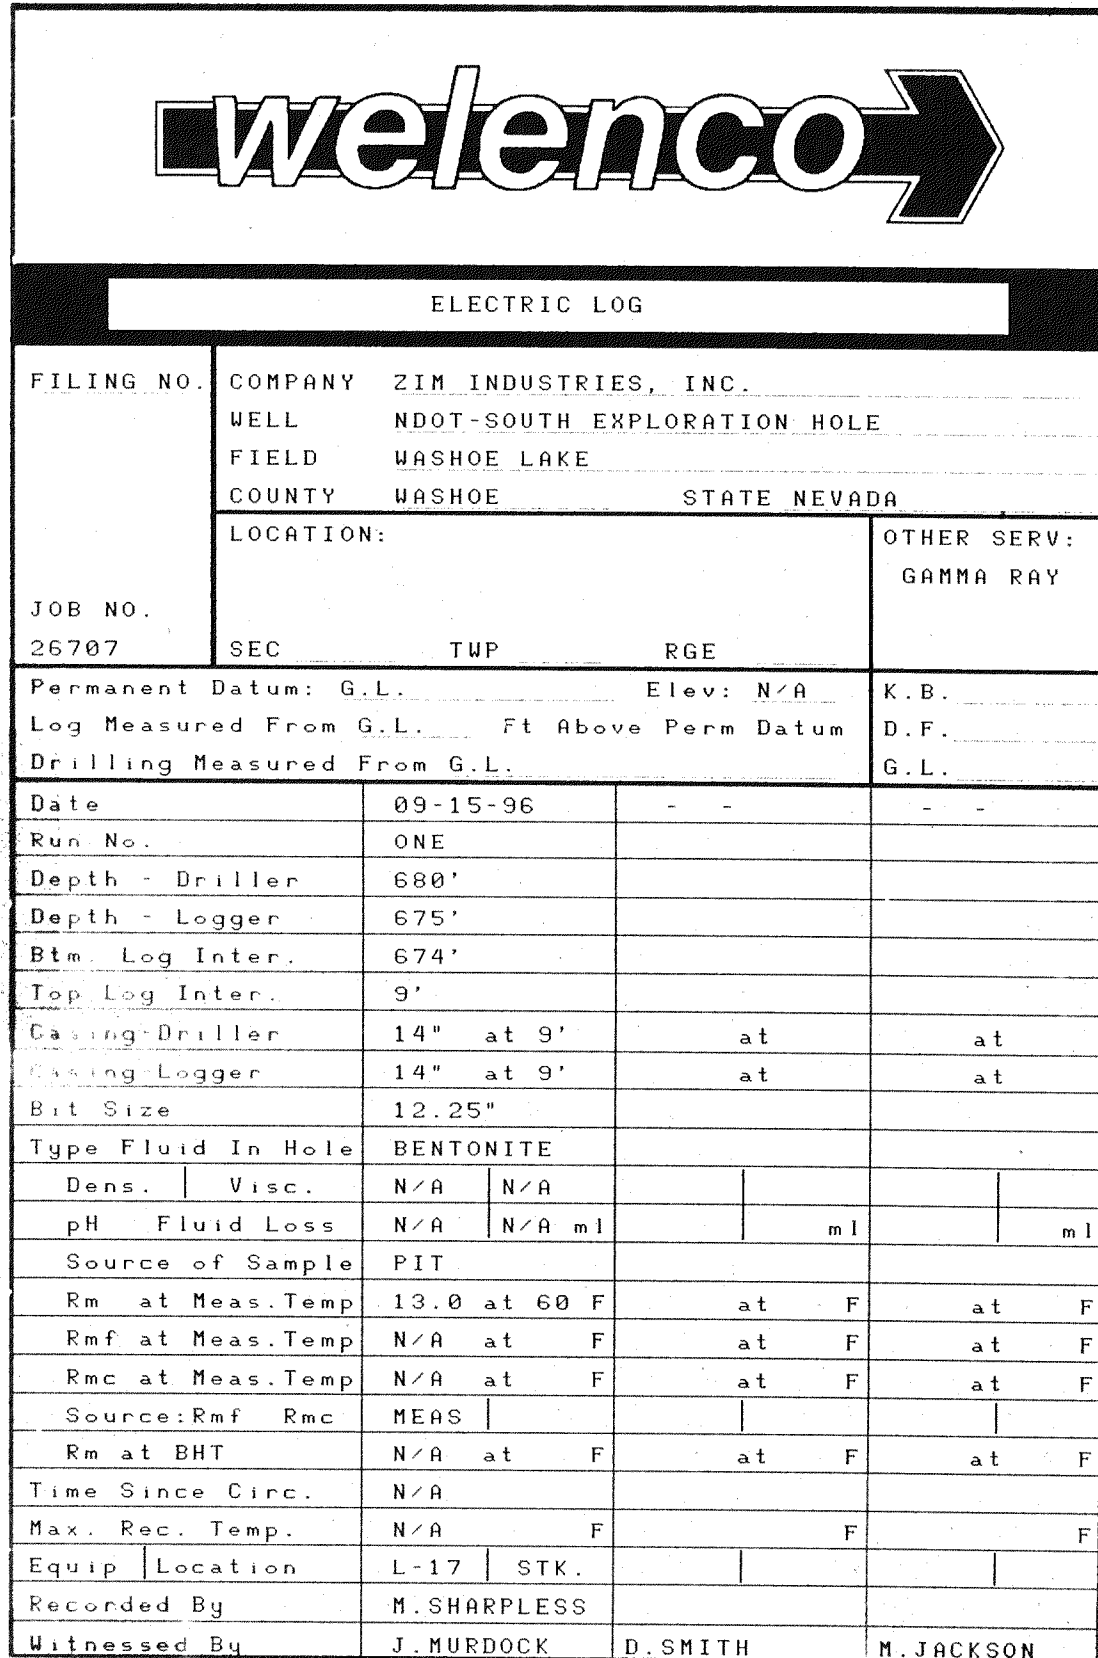 welenco
ELECTRIC LOG
FILING NO. COMPANY ZIM INDUSTRIES, INC.
WELL NDOT-SOUTH EXPLORATION HOLE
FIELD WASHOE LAKE
COUNTY WASHOE STATE NEVADA
LOCATION: OTHER SERV:
GAMMA RAY
JOB NO.
26707 SEC TWP RGE
Permanent Datum: G.L. Elev: N/A K.B.
Log Measured From G.L. Ft Above Perm Datum D.F.
Drilling Measured From G.L. G.L.
Date 09-15-96 - - - -
Run No. ONE
Depth - Driller 680'
Depth - Logger 675'
Btm. Log Inter. 674'
Top Log Inter. 9'
Casing-Driller 14" at 9' at at
Casing-Logger 14" at 9' at at
Bit Size 12.25"
Type Fluid In Hole BENTONITE
Dens. | Visc. N/A | N/A
pH Fluid Loss N/A | N/A ml ml ml
Source of Sample PIT
Rm at Meas.Temp 13.0 at 60 F at F at F
Rmf at Meas.Temp N/A at F at F at F
Rmc at Meas.Temp N/A at F at F at F
Source:Rmf Rmc MEAS
Rm at BHT N/A at F at F at F
Time Since Circ. N/A
Max. Rec. Temp. N/A F F F
Equip | Location L-17 | STK.
Recorded By M.SHARPLESS
Witnessed By J.MURDOCK D.SMITH M.JACKSON